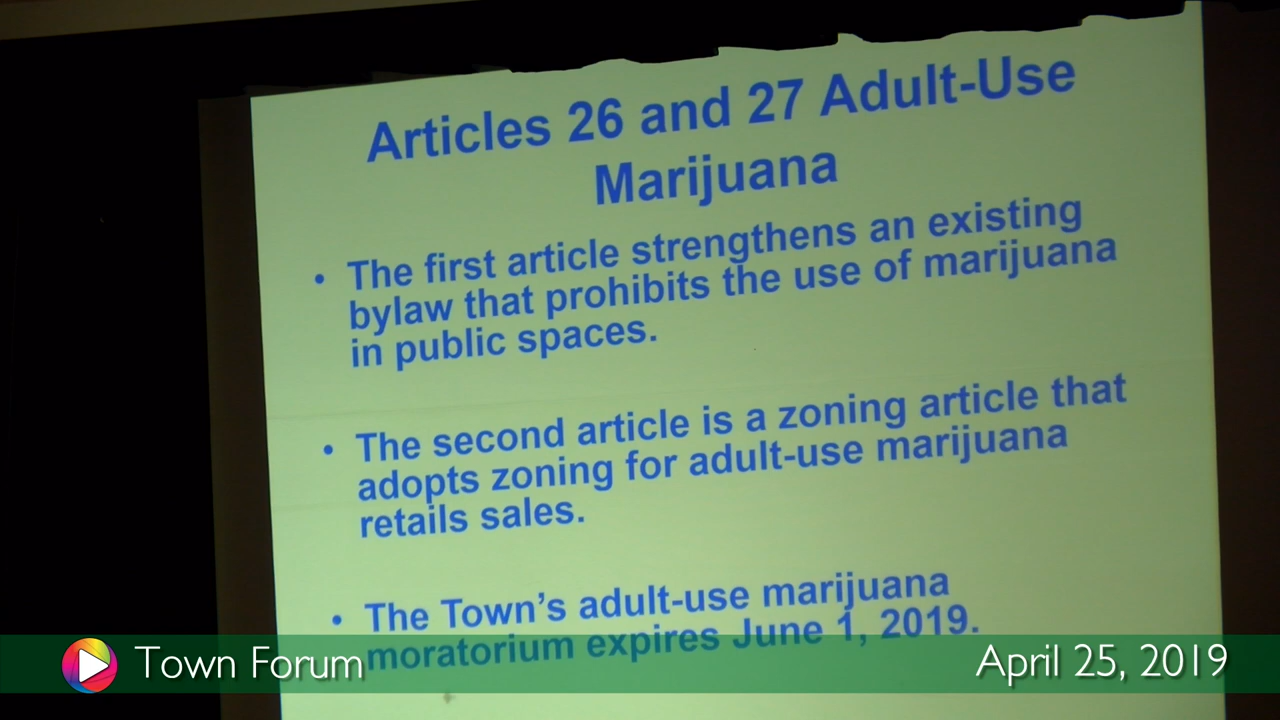 Articles 26 and 27 Adult-Use
Marijuana
• The first article strengthens an existing
bylaw that prohibits the use of marijuana
in public spaces.
• The second article is a zoning article that
adopts zoning for adult-use marijuana
retails sales.
• The Town's adult-use marijuana
moratorium expires June 1, 2019.
Town Forum
April 25, 2019